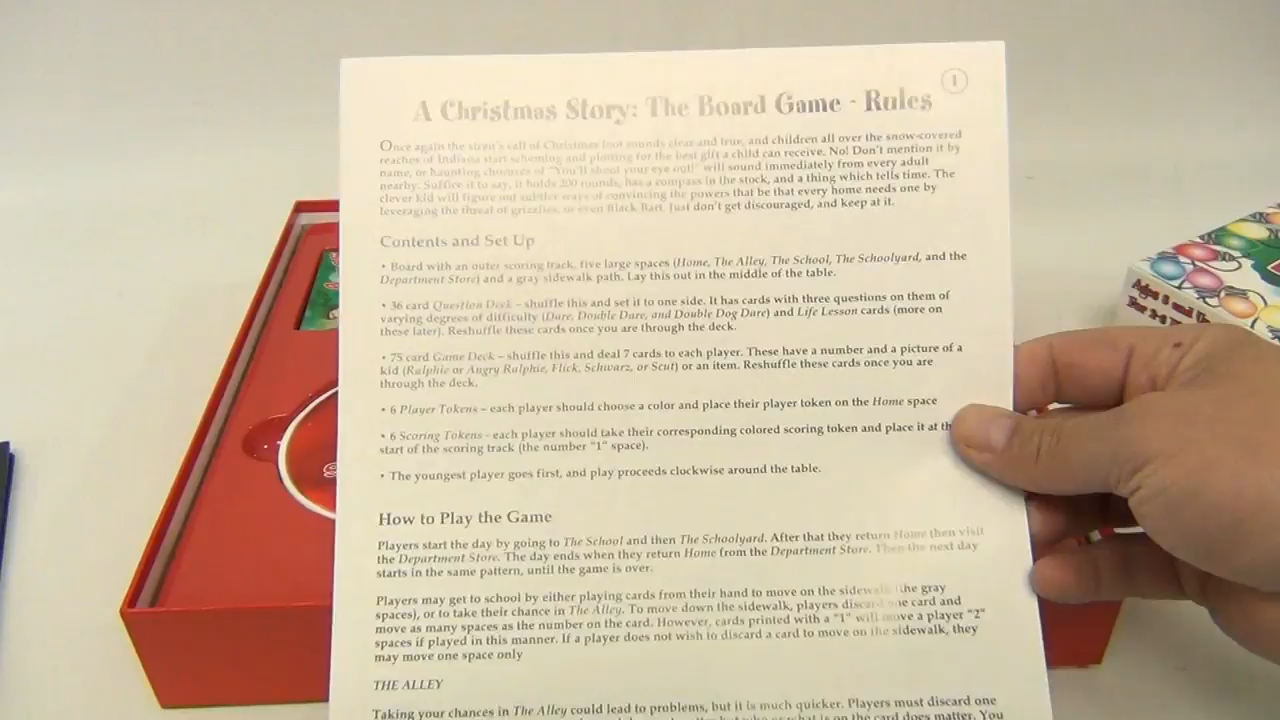 1
A Christmas Story: The Board Game - Rules
Once again the siren's call of Christmas loot sounds clear and true, and children all over the snow-covered
reaches of Indiana start scheming and plotting for the best gift a child can receive. No! Don't mention it by
name, or haunting choruses of "You'll shoot your eye out!" will sound immediately from every adult
nearby. Suffice it to say, it holds 200 rounds, has a compass in the stock, and a thing which tells time. The
clever kid will figure out subtler ways of convincing the powers that be that every home needs one by
leveraging the threat of grizzlies, or even Black Bart. Just don't get discouraged, and keep at it.
Contents and Set Up
• Board with an outer scoring track, five large spaces (Home, The Alley, The School, The Schoolyard, and the
Department Store) and a gray sidewalk path. Lay this out in the middle of the table.
• 36 card Question Deck – shuffle this and set it to one side. It has cards with three questions on them of
varying degrees of difficulty (Dare, Double Dare, and Double Dog Dare) and Life Lesson cards (more on
these later). Reshuffle these cards once you are through the deck.
• 75 card Game Deck – shuffle this and deal 7 cards to each player. These have a number and a picture of a
kid (Ralphie or Angry Ralphie, Flick, Schwarz, or Scut) or an item. Reshuffle these cards once you are
through the deck.
• 6 Player Tokens – each player should choose a color and place their player token on the Home space
• 6 Scoring Tokens - each player should take their corresponding colored scoring token and place it at th
start of the scoring track (the number "1" space).
• The youngest player goes first, and play proceeds clockwise around the table.
How to Play the Game
Players start the day by going to The School and then The Schoolyard. After that they return Home then visit
the Department Store. The day ends when they return Home from the Department Store. Then the next day
starts in the same pattern, until the game is over.
Players may get to school by either playing cards from their hand to move on the sidewalk (the gray
spaces), or to take their chance in The Alley. To move down the sidewalk, players discard one card and
move as many spaces as the number on the card. However, cards printed with a "1" will move a player "2"
spaces if played in this manner. If a player does not wish to discard a card to move on the sidewalk, they
may move one space only
THE ALLEY
Taking your chances in The Alley could lead to problems, but it is much quicker. Players must discard one
is on the card does matter. You
Ages 8 and U
For 2-6